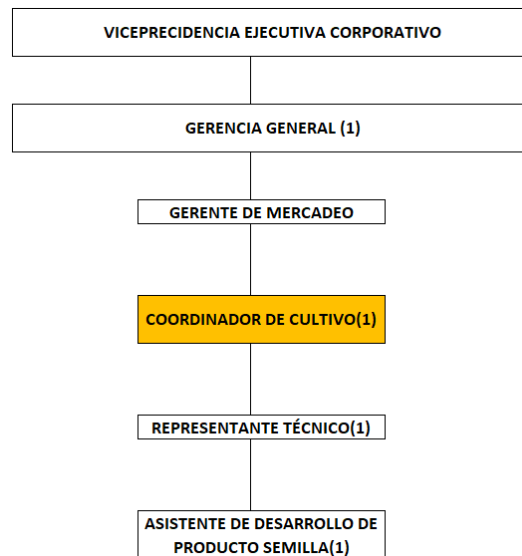 VICEPRECIDENCIA EJECUTIVA CORPORATIVO
GERENCIA GENERAL (1)
GERENTE DE MERCADEO
COORDINADOR DE CULTIVO(1)
REPRESENTANTE TÉCNICO(1)
ASISTENTE DE DESARROLLO DE
PRODUCTO SEMILLA(1)